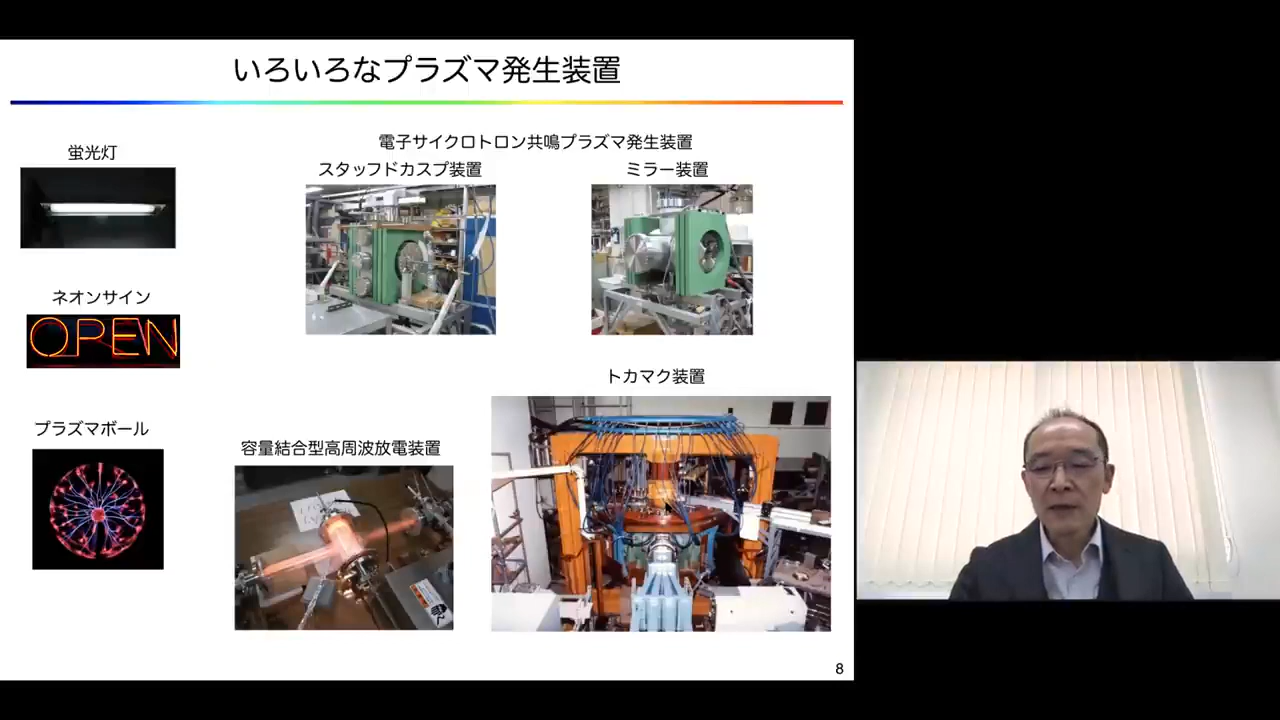 いろいろなプラズマ発生装置
蛍光灯
電子サイクロトロン共鳴プラズマ発生装置
スタッフドカスプ装置
ミラー装置
ネオンサイン
OPEN
トカマク装置
プラズマボール
容量結合型高周波放電装置
8